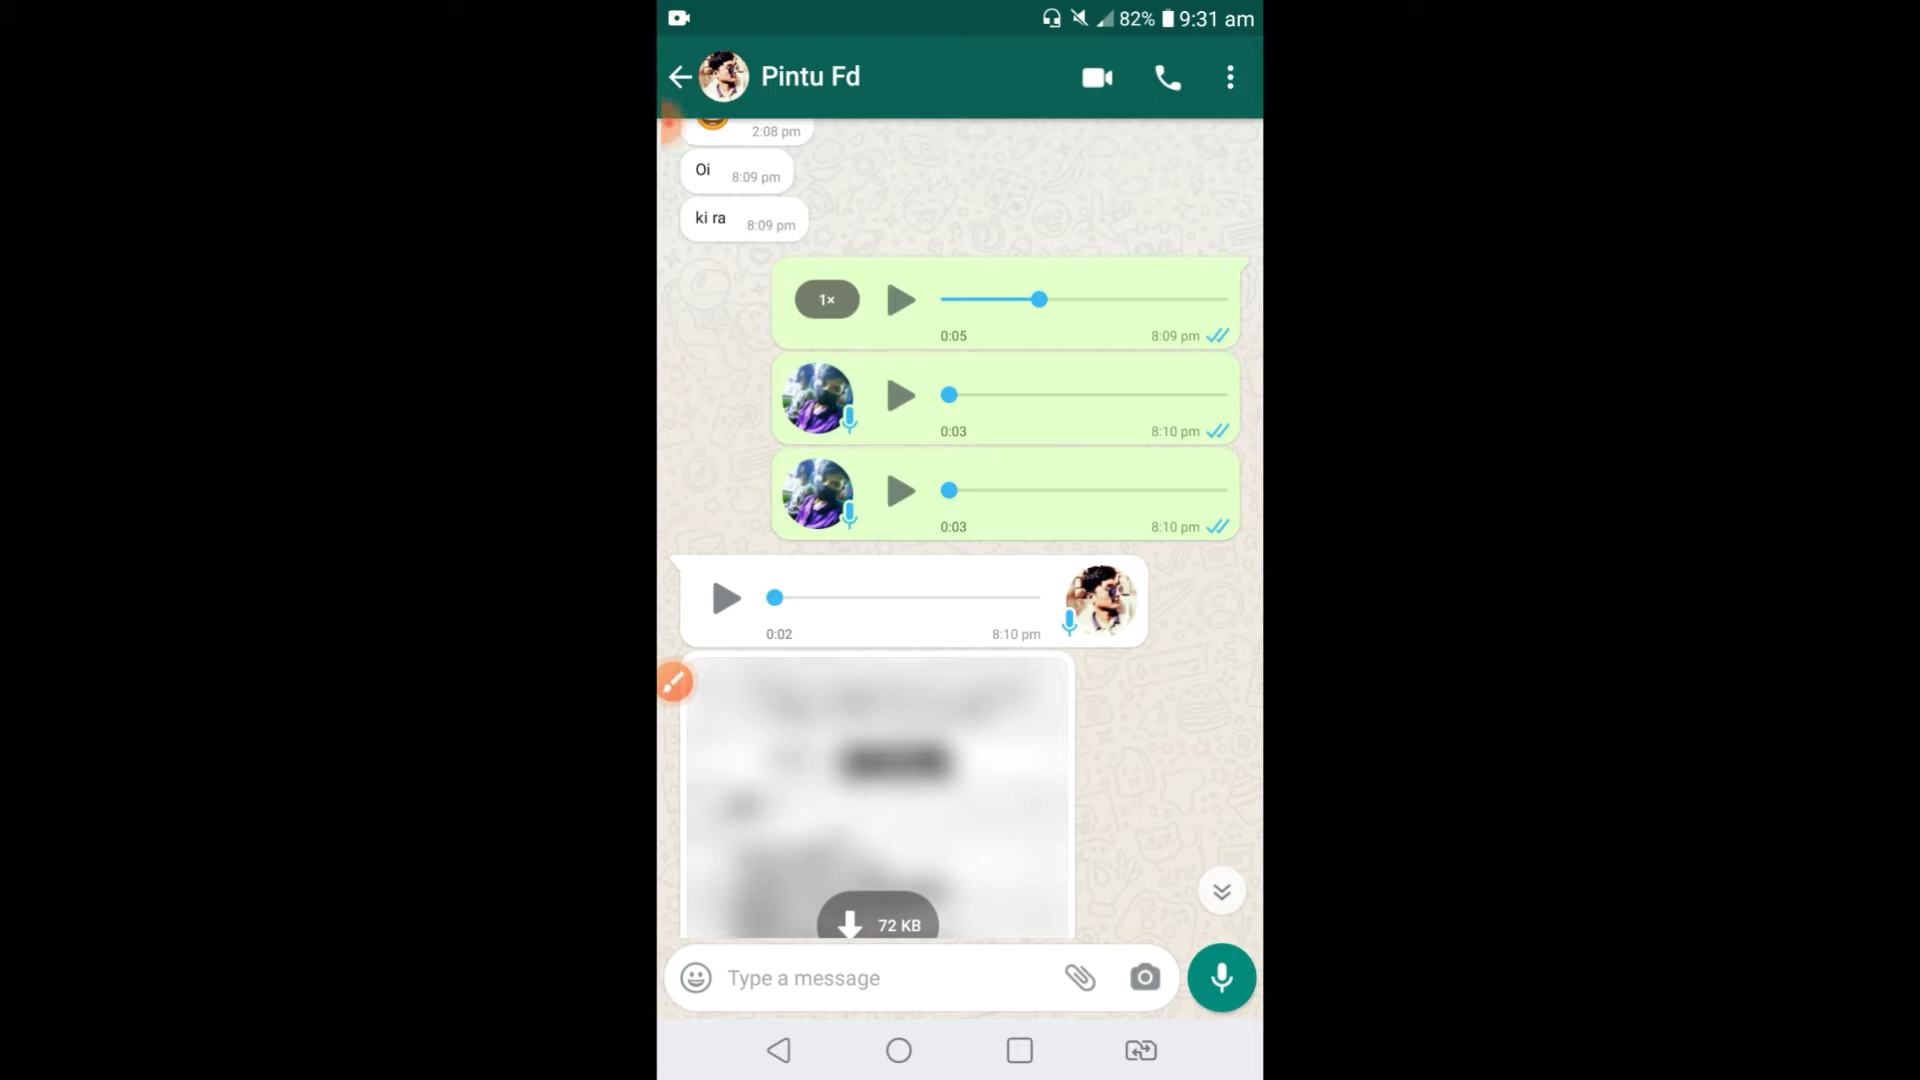 82% 9:31 am
Pintu Fd
2:08 pm
Oi 8:09 pm
ki ra 8:09 pm
1×
0:05 8:09 pm
0:03 8:10 pm
0:03 8:10 pm
0:02 8:10 pm
72 KB
Type a message